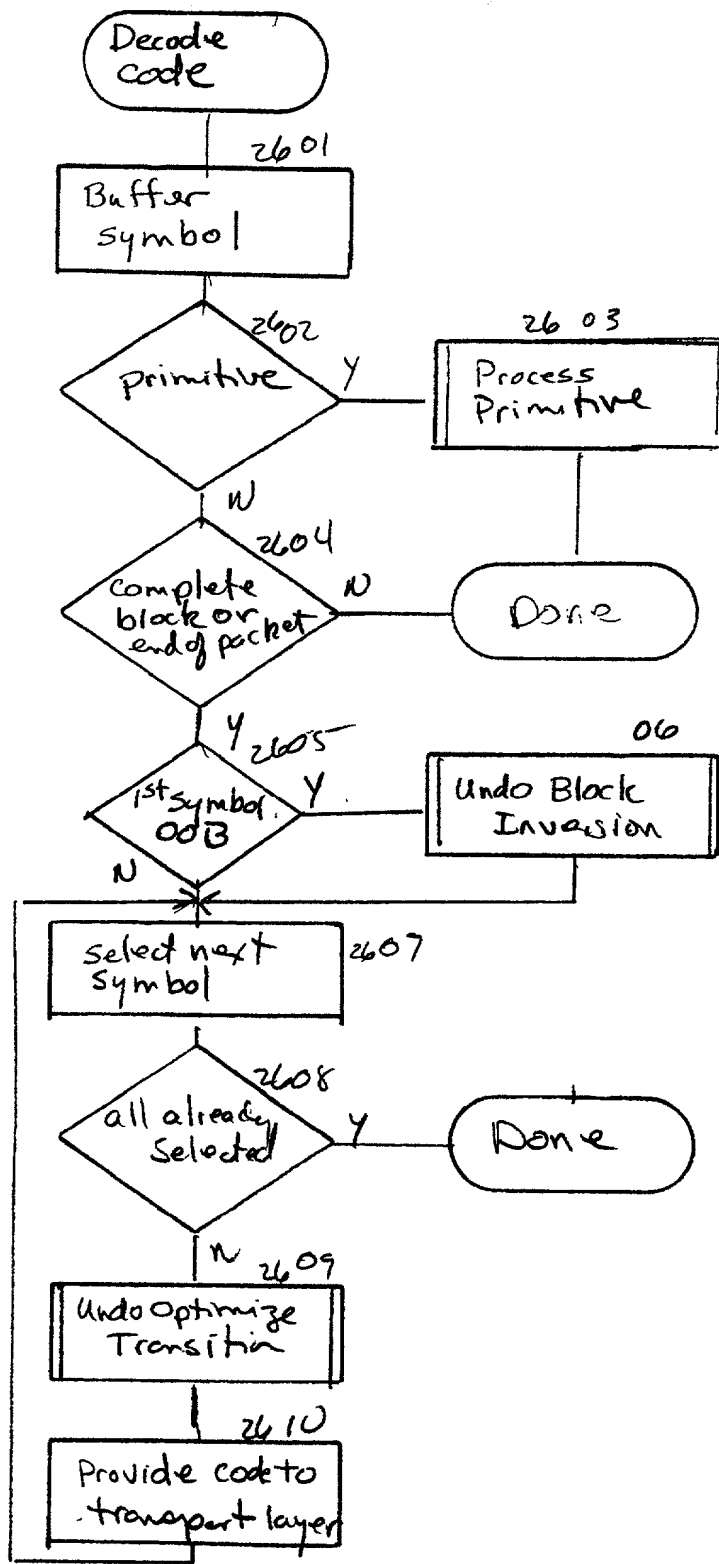 Decode
code
2601
Buffer
symbol
2602
primitive
Y
2603
Process
Primitive
N
2604
complete
block or
end of packet
N
Done
Y
2605
1st symbol
OOB
Y
06
Undo Block
Inversion
N
select next
symbol
2607
2608
all already
selected
Y
Done
N
2609
Undo Optimize
Transition
2610
Provide code to
transport layer